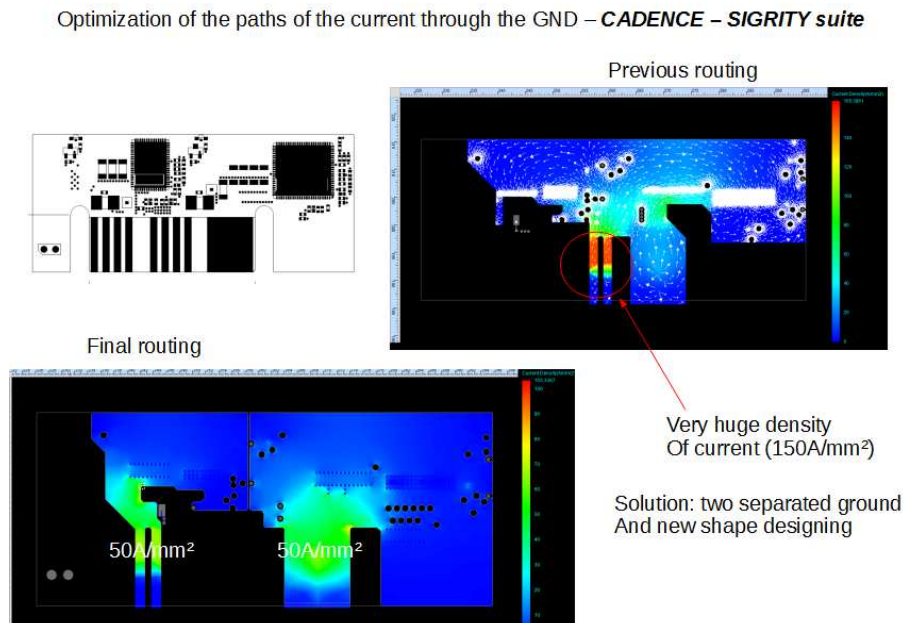 Optimization of the paths of the current through the GND – CADENCE – SIGRITY suite
Previous routing
Final routing
Very huge density
Of current (150A/mm²)
Solution: two separated ground
And new shape designing
50A/mm²
50A/mm²